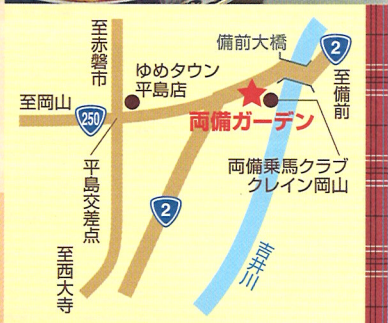 至赤磐市
備前大橋
2
ゆめタウン
平島店
至備前
至岡山
250
両備ガーデン
平島交差点
両備乗馬クラブ
クレイン岡山
2
吉井川
至西大寺